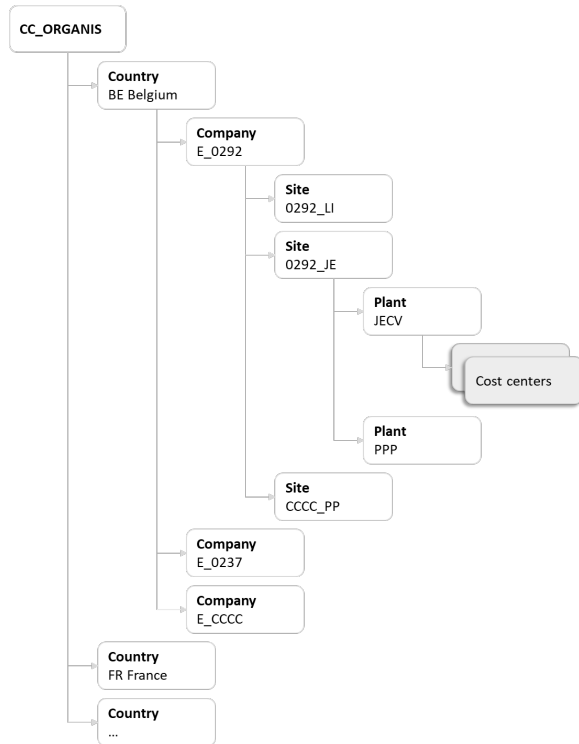 CC_ORGANIS
Country
BE Belgium
Company
E_0292
Site
0292_LI
Site
0292_JE
Plant
JECV
Cost centers
Plant
PPP
Site
CCCC_PP
Company
E_0237
Company
E_CCCC
Country
FR France
Country
...